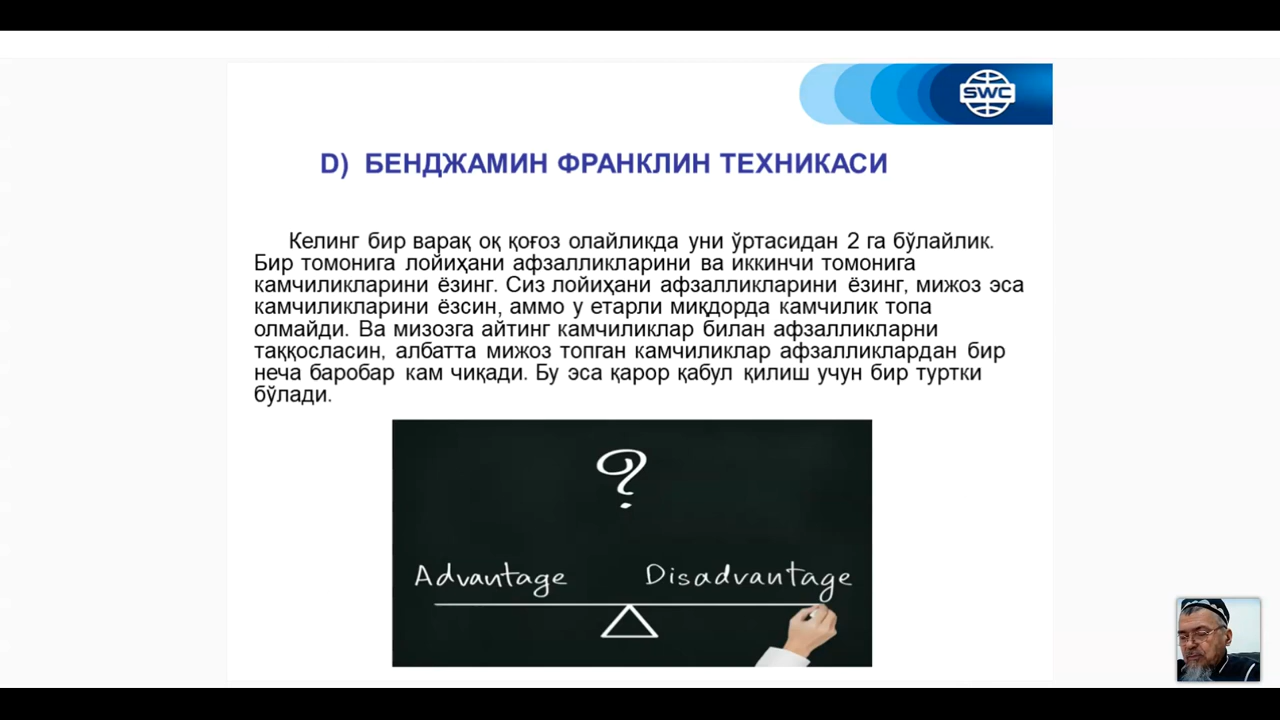 SWC
D) БЕНДЖАМИН ФРАНКЛИН ТЕХНИКАСИ
Келинг бир варақ оқ қоғоз олайликда уни ўртасидан 2 га бўлайлик.
Бир томонига лойиҳани афзалликларини ва иккинчи томонига
камчиликларини ёзинг. Сиз лойиҳани афзалликларини ёзинг, мижоз эса
камчиликларини ёзсин, аммо у етарли миқдорда камчилик топа
олмайди. Ва мизозга айтинг камчиликлар билан афзалликларни
таққосласин, албатта мижоз топган камчиликлар афзалликлардан бир
неча баробар кам чиқади. Бу эса қарор қабул қилиш учун бир туртки
бўлади.
?
Advantage Disadvantage